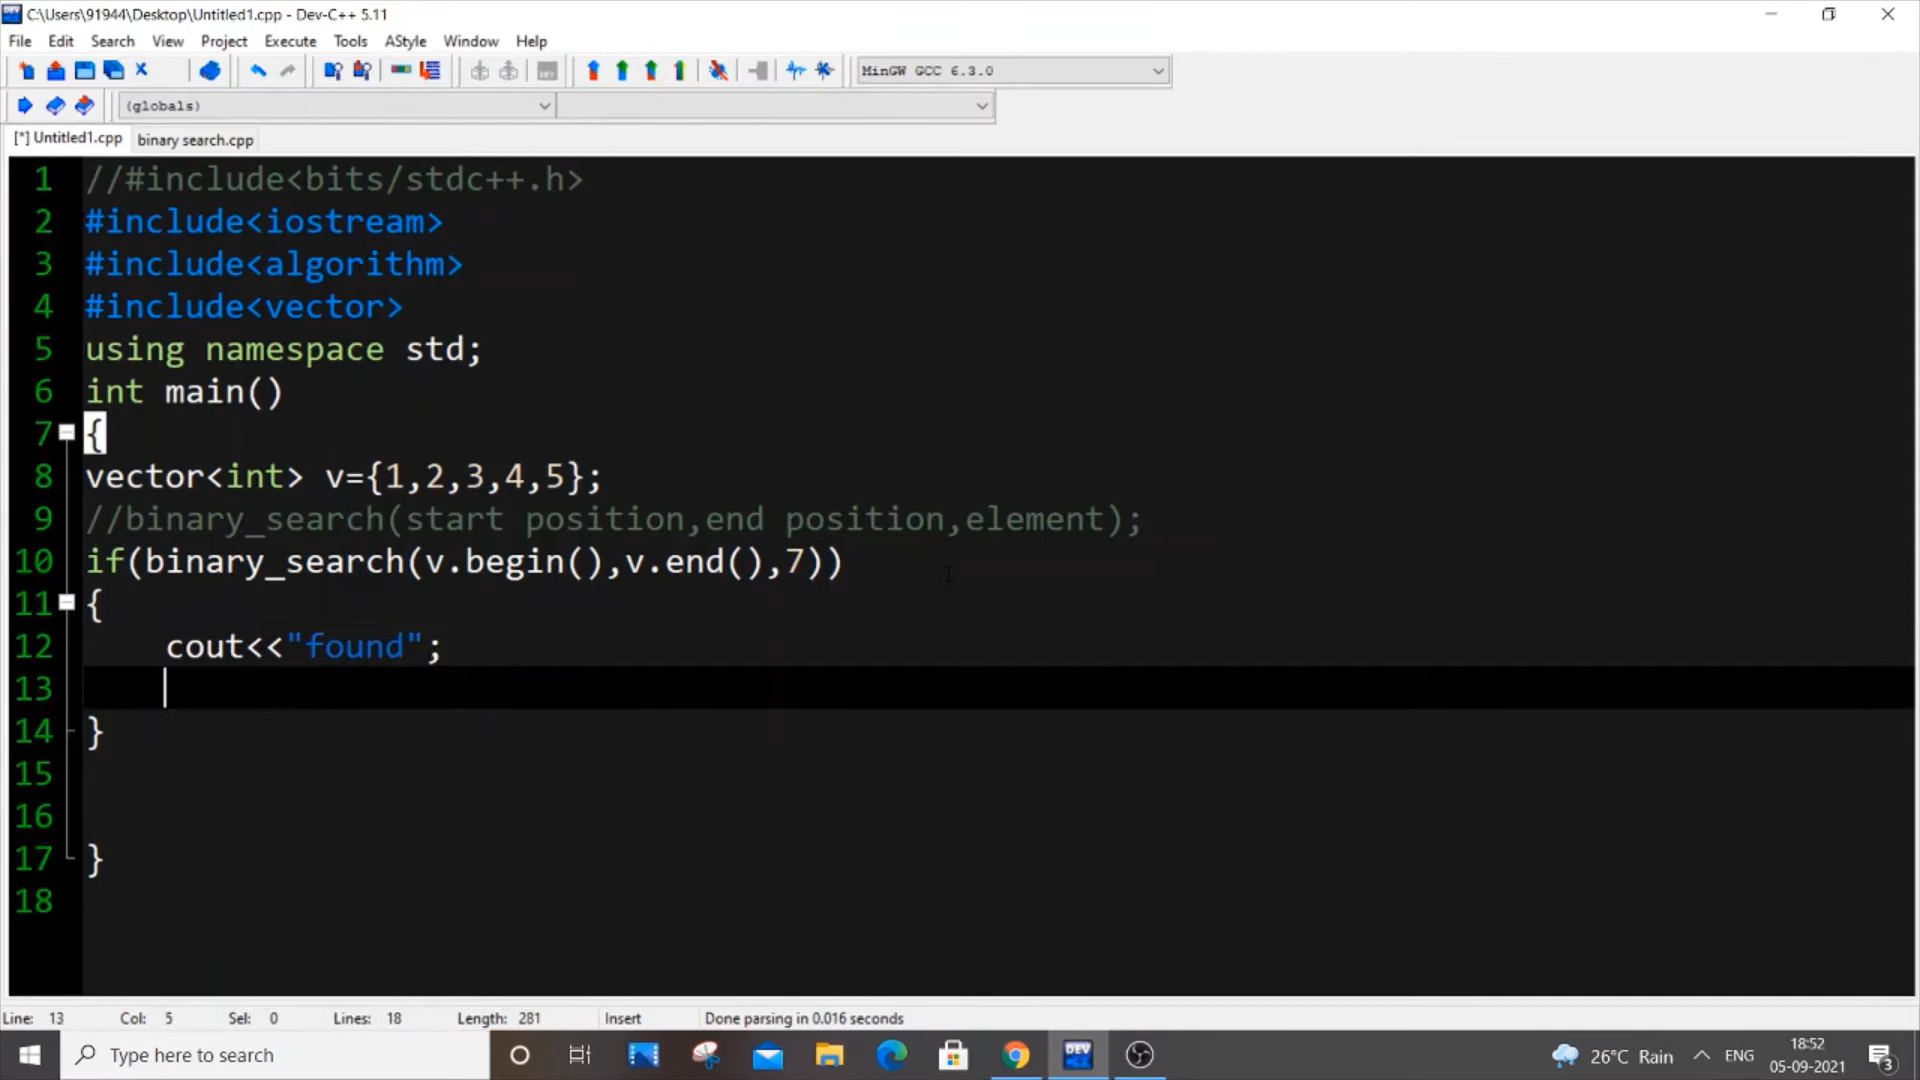 C:\Users\91944\Desktop\Untitled1.cpp - Dev-C++ 5.11
File Edit Search View Project Execute Tools AStyle Window Help
MinGW GCC 6.3.0
(globals)
[*] Untitled1.cpp binary search.cpp
1 //#include<bits/stdc++.h>
2 #include<iostream>
3 #include<algorithm>
4 #include<vector>
5 using namespace std;
6 int main()
7 {
8 vector<int> v={1,2,3,4,5};
9 //binary_search(start position,end position,element);
10 if(binary_search(v.begin(),v.end(),7))
11 {
12 cout<<"found";
13
14 }
15
16
17 }
18
Line: 13 Col: 5 Sel: 0 Lines: 18 Length: 281 Insert Done parsing in 0.016 seconds
Type here to search DEV 26°C Rain ENG 18:52
05-09-2021 3